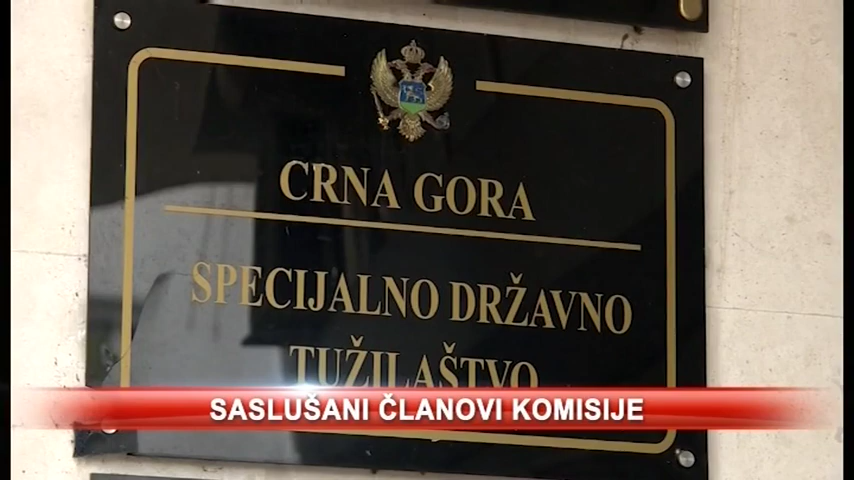 CRNA GORA
SPECIJALNO DRŽAVNO
TUŽILAŠTVO
SASLUŠANI ČLANOVI KOMISIJE